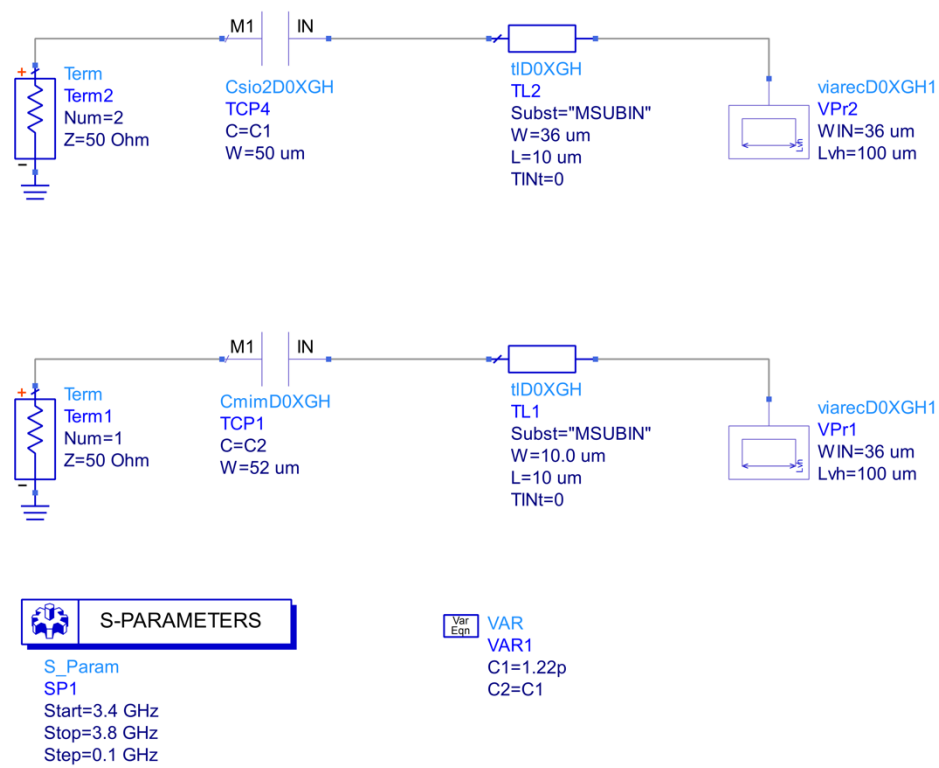 M1 IN
+
Term
Term2
Num=2
Z=50 Ohm
-
Csio2D0XGH
TCP4
C=C1
W=50 um
tlD0XGH
TL2
Subst="MSUBIN"
W=36 um
L=10 um
TINt=0
viarecD0XGH1
VPr2
WIN=36 um
Lvh=100 um
Lvh
M1 IN
+
Term
Term1
Num=1
Z=50 Ohm
-
CmimD0XGH
TCP1
C=C2
W=52 um
tlD0XGH
TL1
Subst="MSUBIN"
W=10.0 um
L=10 um
TINt=0
viarecD0XGH1
VPr1
WIN=36 um
Lvh=100 um
Lvh
S-PARAMETERS
S_Param
SP1
Start=3.4 GHz
Stop=3.8 GHz
Step=0.1 GHz
Var
Eqn
VAR
VAR1
C1=1.22p
C2=C1